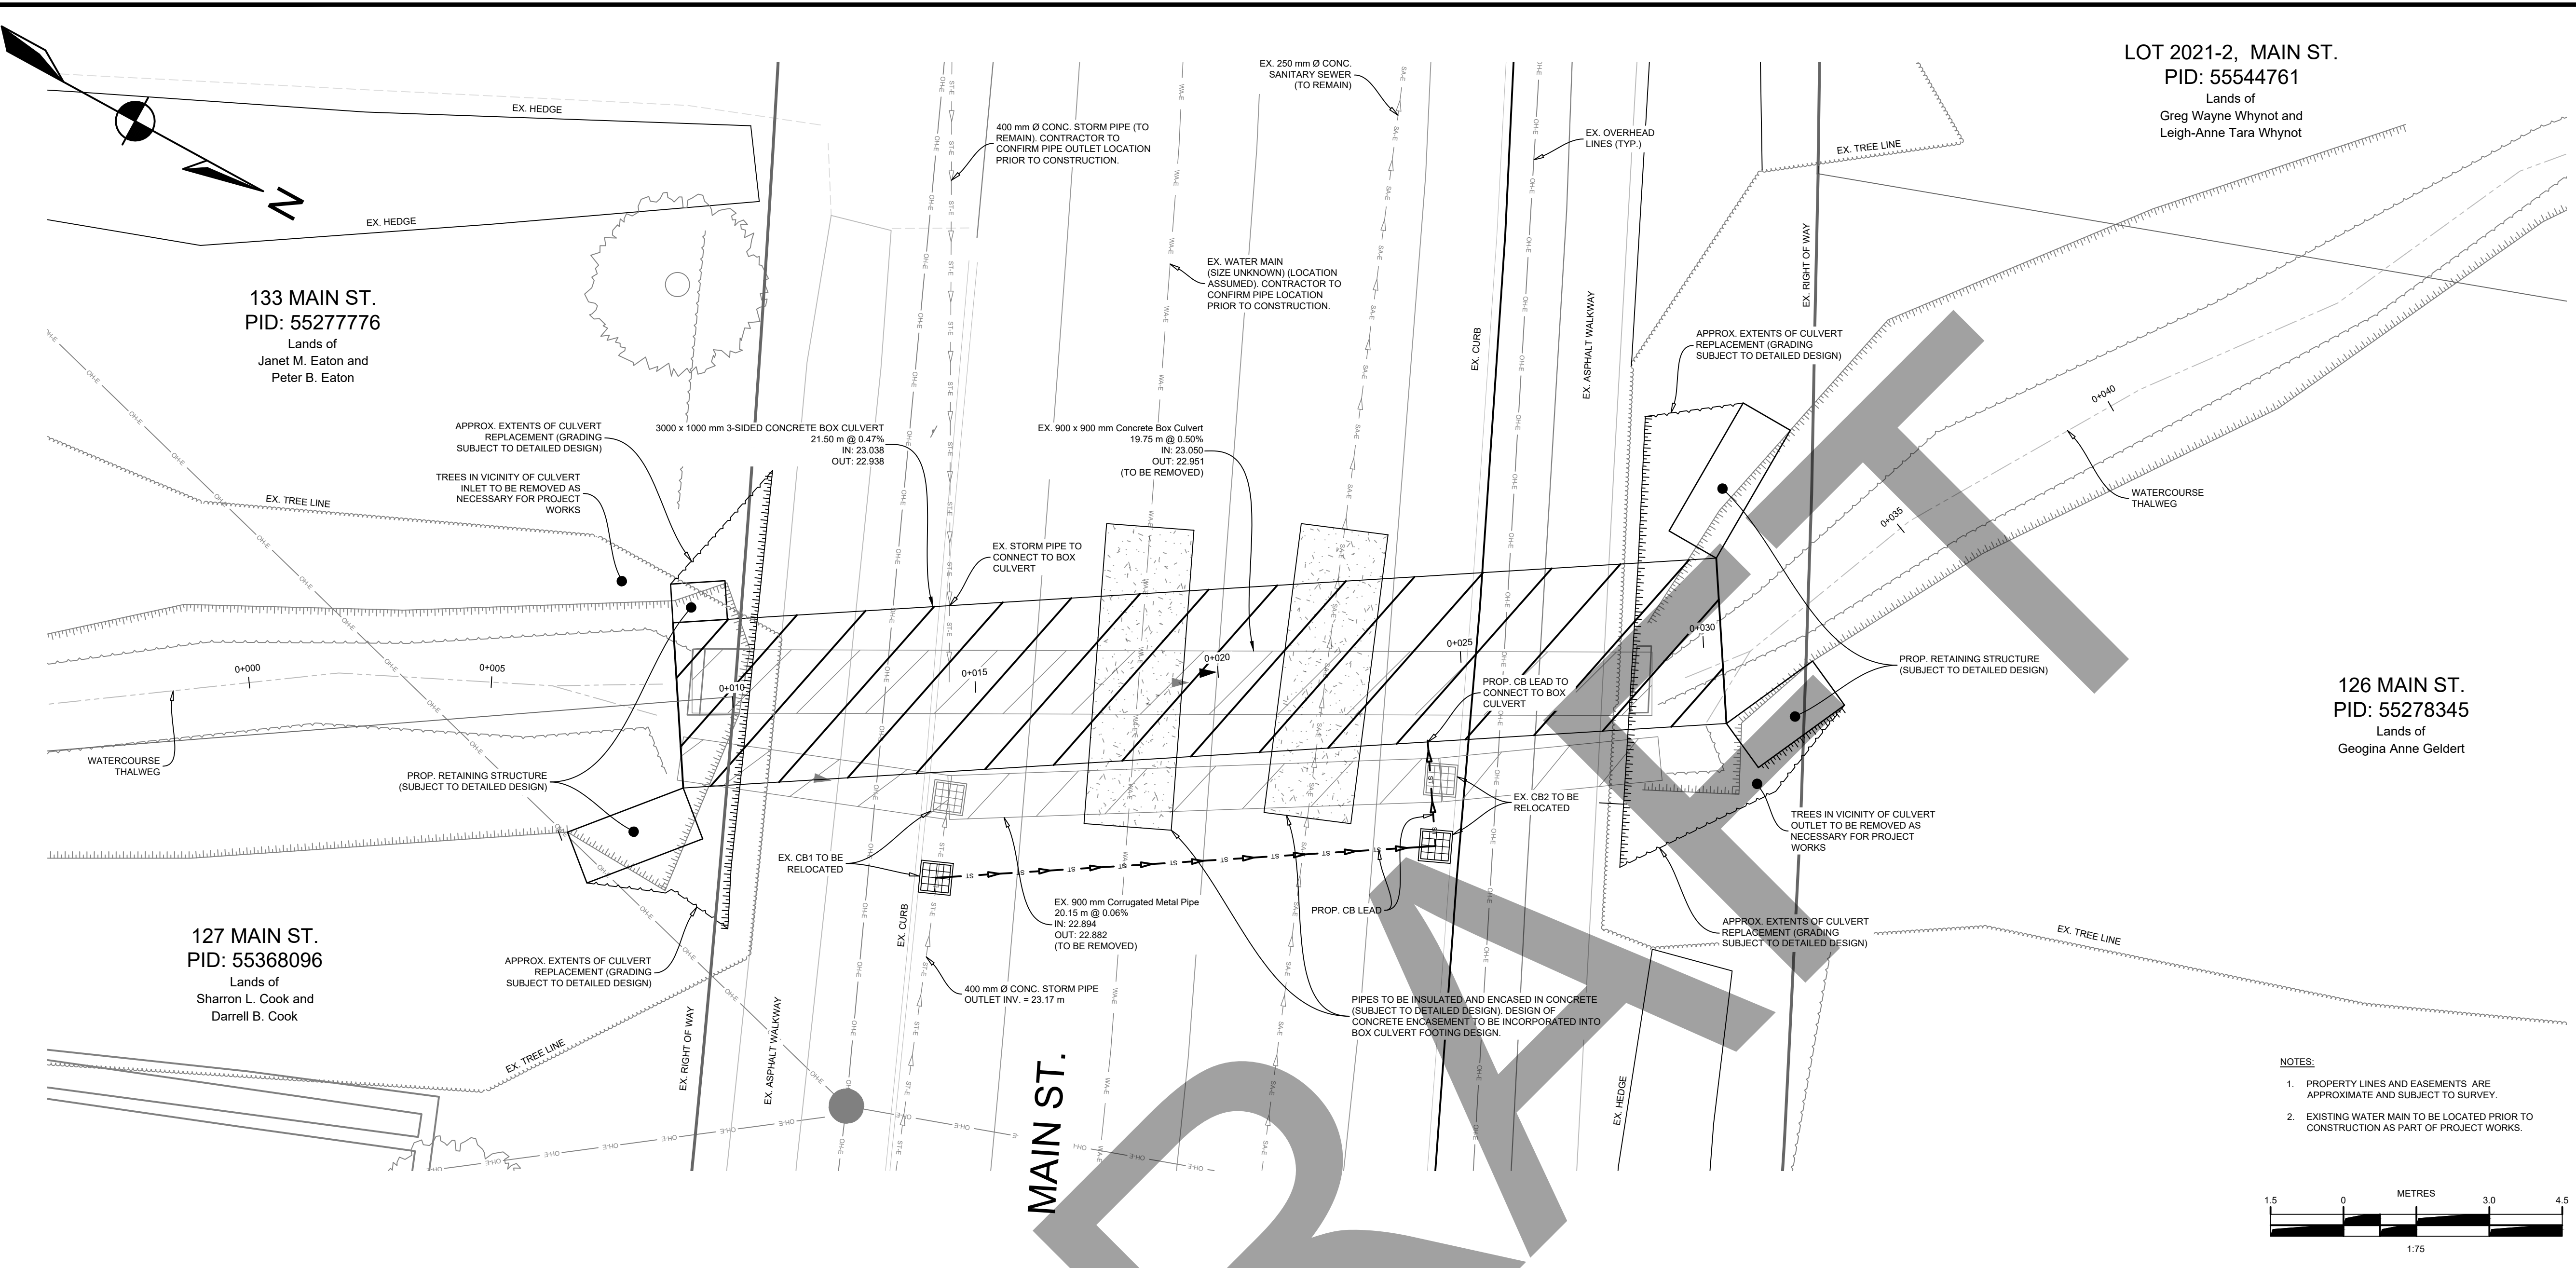 LOT 2021-2, MAIN ST.
PID: 55544761
Lands of
Greg Wayne Whynot and
Leigh-Anne Tara Whynot
EX. 250 mm Ø CONC.
SANITARY SEWER
(TO REMAIN)
EX. HEDGE
400 mm Ø CONC. STORM PIPE (TO
REMAIN). CONTRACTOR TO
CONFIRM PIPE OUTLET LOCATION
PRIOR TO CONSTRUCTION.
EX. OVERHEAD
LINES (TYP.)
EX. TREE LINE
N
EX. HEDGE
EX. RIGHT OF WAY
EX. WATER MAIN
(SIZE UNKNOWN) (LOCATION
ASSUMED). CONTRACTOR TO
CONFIRM PIPE LOCATION
PRIOR TO CONSTRUCTION.
133 MAIN ST.
PID: 55277776
Lands of
Janet M. Eaton and
Peter B. Eaton
EX. CURB
EX. ASPHALT WALKWAY
APPROX. EXTENTS OF CULVERT
REPLACEMENT (GRADING
SUBJECT TO DETAILED DESIGN)
0+040
APPROX. EXTENTS OF CULVERT
REPLACEMENT (GRADING
SUBJECT TO DETAILED DESIGN)
3000 x 1000 mm 3-SIDED CONCRETE BOX CULVERT
21.50 m @ 0.47%
IN: 23.038
OUT: 22.938
EX. 900 x 900 mm Concrete Box Culvert
19.75 m @ 0.50%
IN: 23.050
OUT: 22.951
(TO BE REMOVED)
TREES IN VICINITY OF CULVERT
INLET TO BE REMOVED AS
NECESSARY FOR PROJECT
WORKS
EX. TREE LINE
WATERCOURSE
THALWEG
0+035
EX. STORM PIPE TO
CONNECT TO BOX
CULVERT
0+000
0+005
0+010
0+015
0+020
0+025
0+030
PROP. CB LEAD TO
CONNECT TO BOX
CULVERT
PROP. RETAINING STRUCTURE
(SUBJECT TO DETAILED DESIGN)
126 MAIN ST.
PID: 55278345
Lands of
Geogina Anne Geldert
WATERCOURSE
THALWEG
PROP. RETAINING STRUCTURE
(SUBJECT TO DETAILED DESIGN)
EX. CB2 TO BE
RELOCATED
TREES IN VICINITY OF CULVERT
OUTLET TO BE REMOVED AS
NECESSARY FOR PROJECT
WORKS
EX. CB1 TO BE
RELOCATED
EX. 900 mm Corrugated Metal Pipe
20.15 m @ 0.06%
IN: 22.894
OUT: 22.882
(TO BE REMOVED)
PROP. CB LEAD
EX. CURB
APPROX. EXTENTS OF CULVERT
REPLACEMENT (GRADING
SUBJECT TO DETAILED DESIGN)
EX. TREE LINE
127 MAIN ST.
PID: 55368096
Lands of
Sharron L. Cook and
Darrell B. Cook
APPROX. EXTENTS OF CULVERT
REPLACEMENT (GRADING
SUBJECT TO DETAILED DESIGN)
400 mm Ø CONC. STORM PIPE
OUTLET INV. = 23.17 m
PIPES TO BE INSULATED AND ENCASED IN CONCRETE
(SUBJECT TO DETAILED DESIGN). DESIGN OF
CONCRETE ENCASEMENT TO BE INCORPORATED INTO
BOX CULVERT FOOTING DESIGN.
EX. TREE LINE
EX. RIGHT OF WAY
EX. ASPHALT WALKWAY
MAIN ST.
EX. HEDGE
NOTES:
1. PROPERTY LINES AND EASEMENTS ARE
APPROXIMATE AND SUBJECT TO SURVEY.
2. EXISTING WATER MAIN TO BE LOCATED PRIOR TO
CONSTRUCTION AS PART OF PROJECT WORKS.
METRES
1.5 0 3.0 4.5
1:75